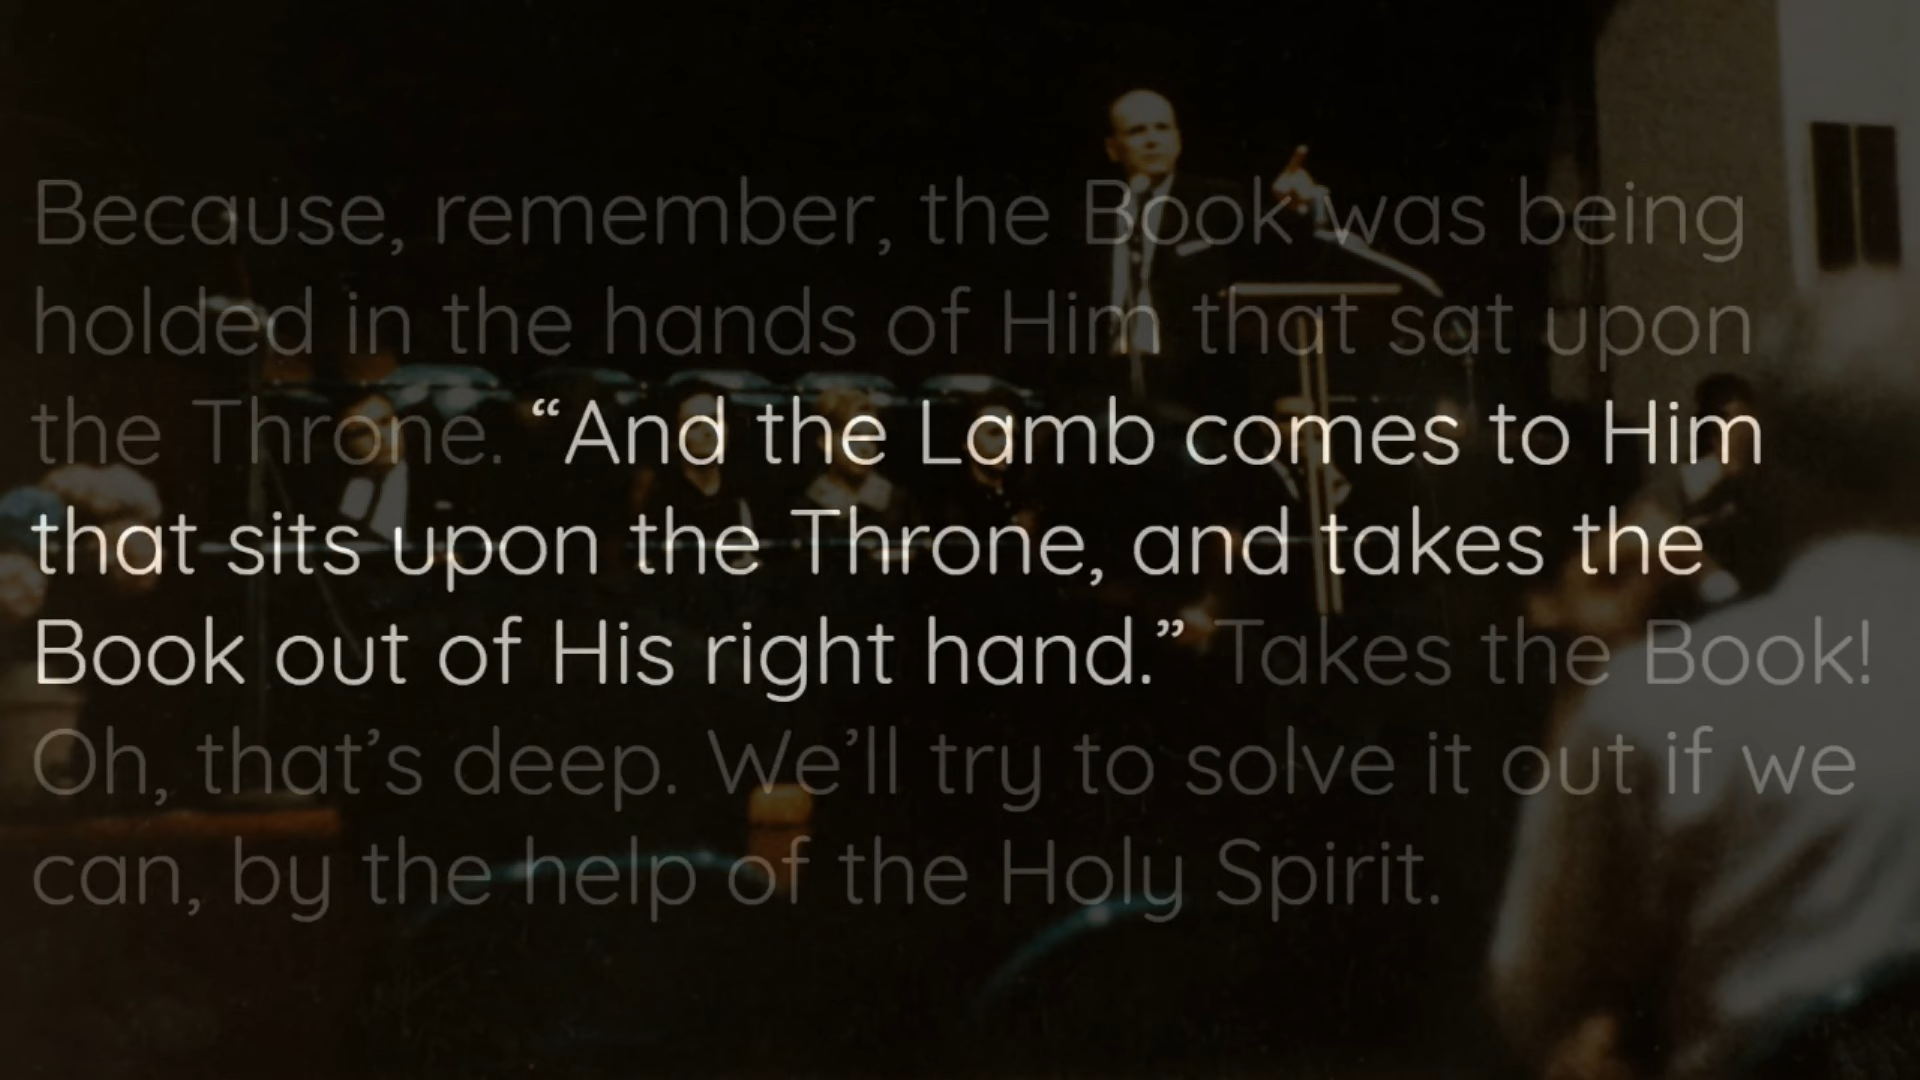 Because, remember, the Book was being
holded in the hands of Him that sat upon
the Throne. “And the Lamb comes to Him
that sits upon the Throne, and takes the
Book out of His right hand.” Takes the Book!
Oh, that’s deep. We’ll try to solve it out if we
can, by the help of the Holy Spirit.